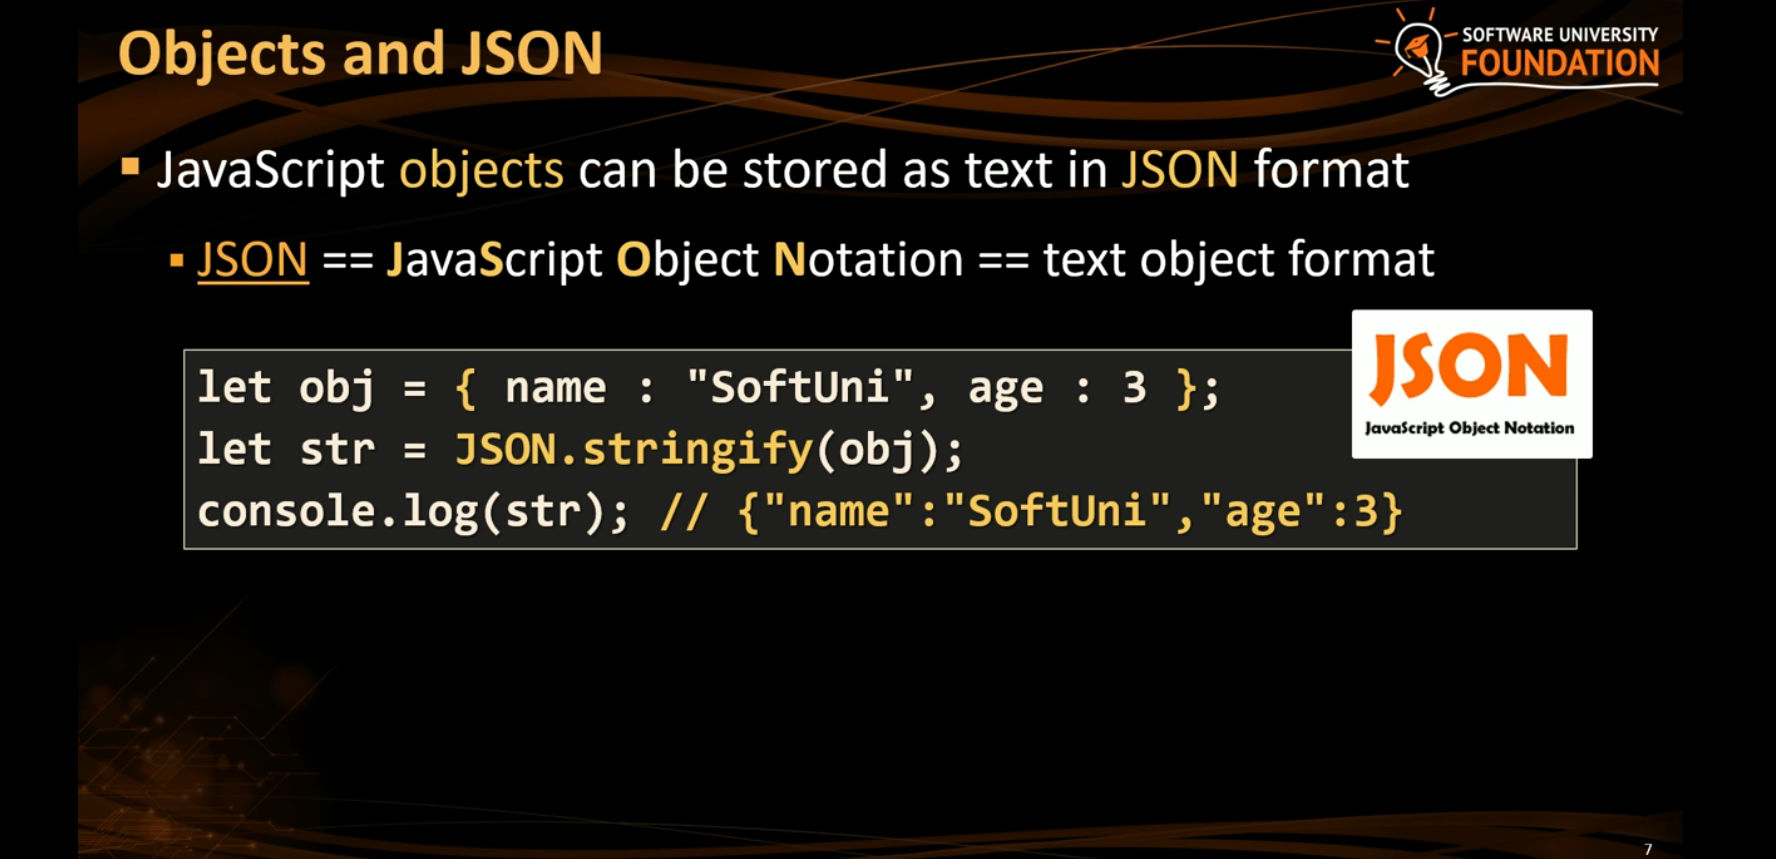 Objects and JSON
SOFTWARE UNIVERSITY
FOUNDATION
JavaScript objects can be stored as text in JSON format
JSON == JavaScript Object Notation == text object format
JSON
JavaScript Object Notation
let obj = { name : "SoftUni", age : 3 };
let str = JSON.stringify(obj);
console.log(str); // {"name":"SoftUni","age":3}
7